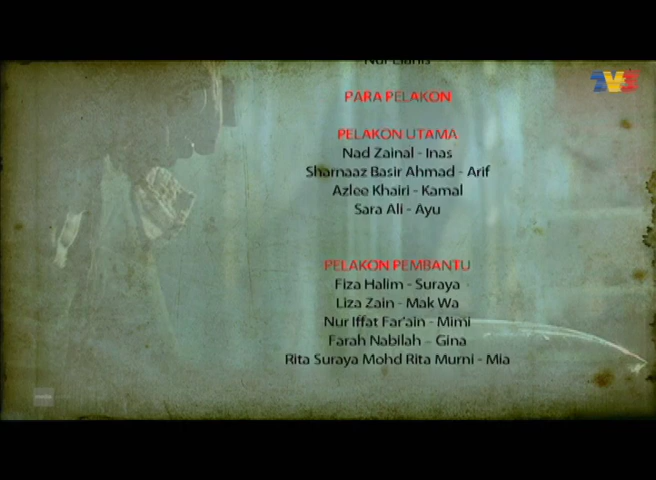 TV3
PARA PELAKON
PELAKON UTAMA
Nad Zainal - Inas
Sharnaaz Basir Ahmad - Arif
Azlee Khairi - Kamal
Sara Ali - Ayu
PELAKON PEMBANTU
Fiza Halim - Suraya
Liza Zain - Mak Wa
Nur Iffat Far'ain - Mimi
Farah Nabilah - Gina
Rita Suraya Mohd Rita Murni - Mia